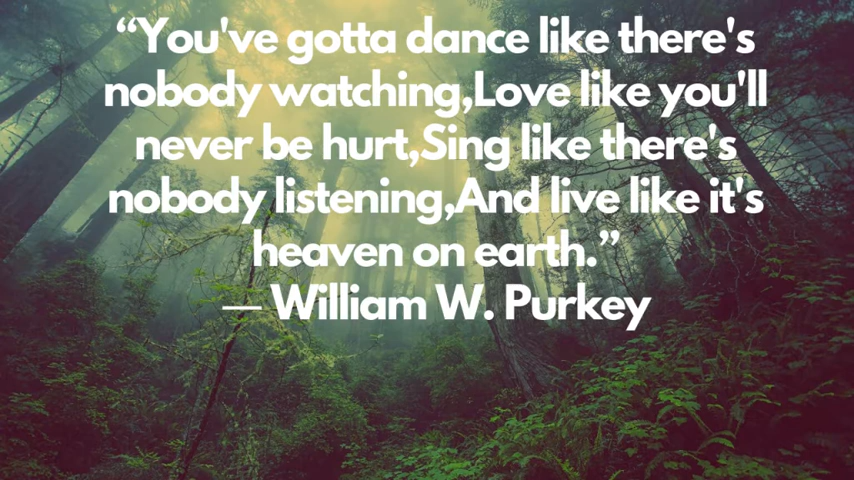 “You've gotta dance like there's
nobody watching,Love like you'll
never be hurt,Sing like there's
nobody listening,And live like it's
heaven on earth.”
— William W. Purkey